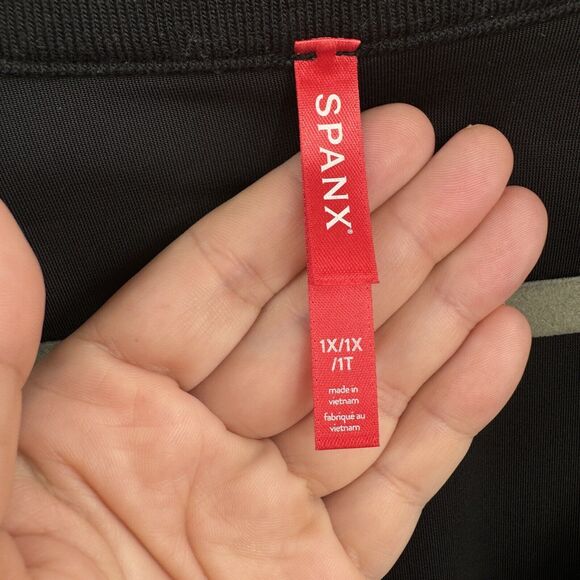 SPANX®
1X/1X
/1T
made in
vietnam
fabriqué au
vietnam